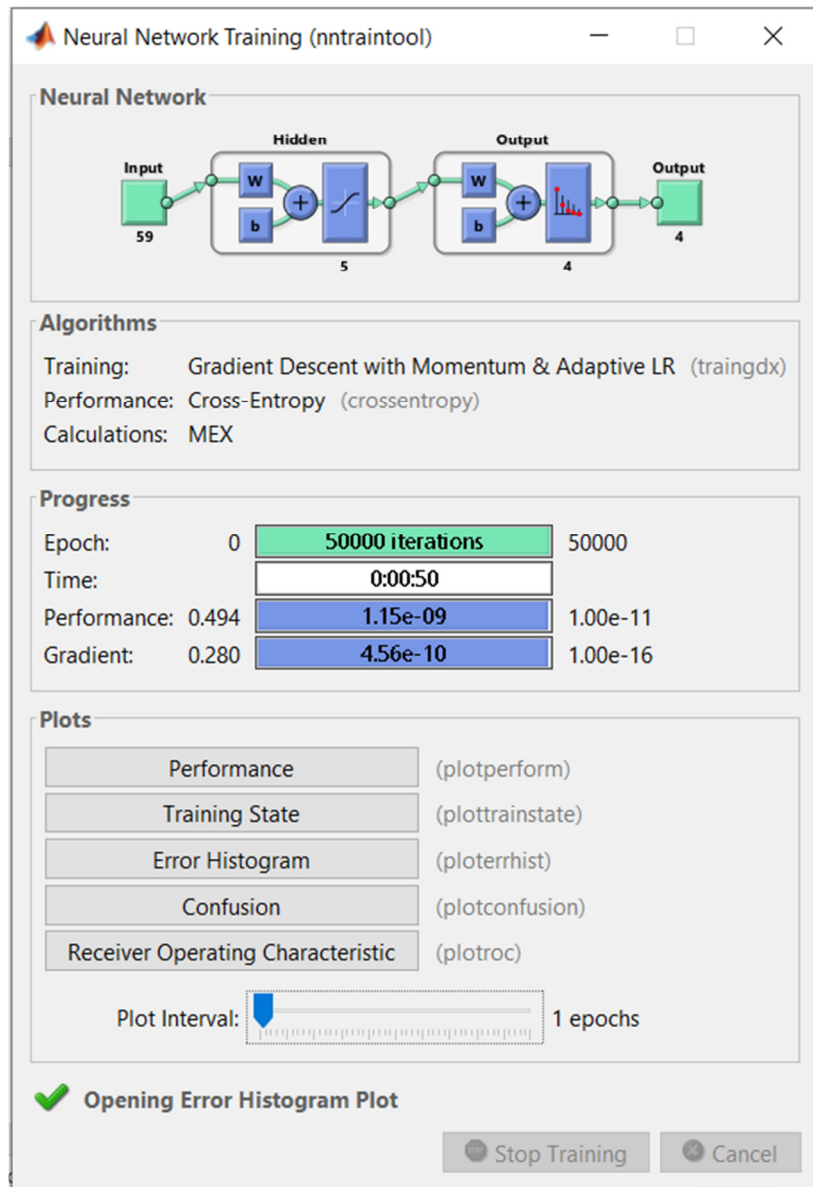 Neural Network Training (nntraintool)
Neural Network
Hidden
Output
Input
Output
W
W
+
+
b
b
59
5
4
4
Algorithms
Training: Gradient Descent with Momentum & Adaptive LR (traingdx)
Performance: Cross-Entropy (crossentropy)
Calculations: MEX
Progress
Epoch: 0 50000 iterations 50000
Time: 0:00:50
Performance: 0.494 1.15e-09 1.00e-11
Gradient: 0.280 4.56e-10 1.00e-16
Plots
Performance (plotperform)
Training State (plottrainstate)
Error Histogram (ploterrhist)
Confusion (plotconfusion)
Receiver Operating Characteristic (plotroc)
Plot Interval: 1 epochs
Opening Error Histogram Plot
Stop Training Cancel